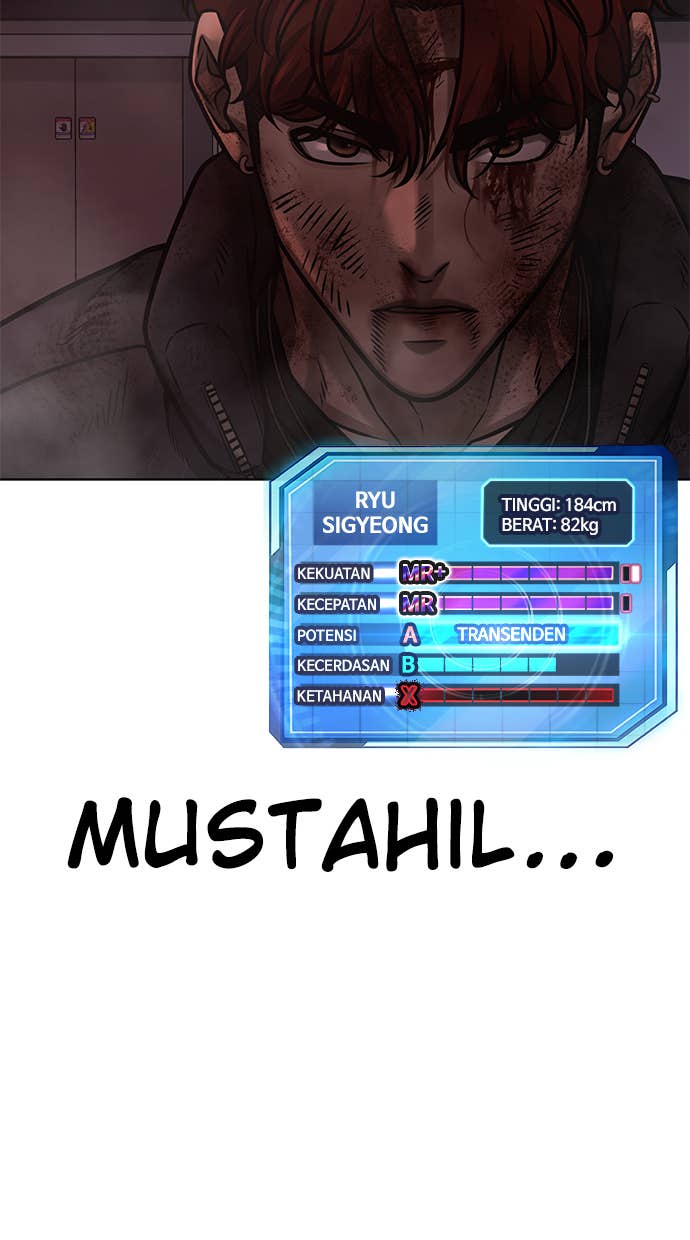 RYU
SIGYEONG
TINGGI: 184cm
BERAT: 82kg
KEKUATAN MR+
KECEPATAN MR
POTENSI A TRANSENDEN
KECERDASAN B
KETAHANAN X
MUSTAHIL...